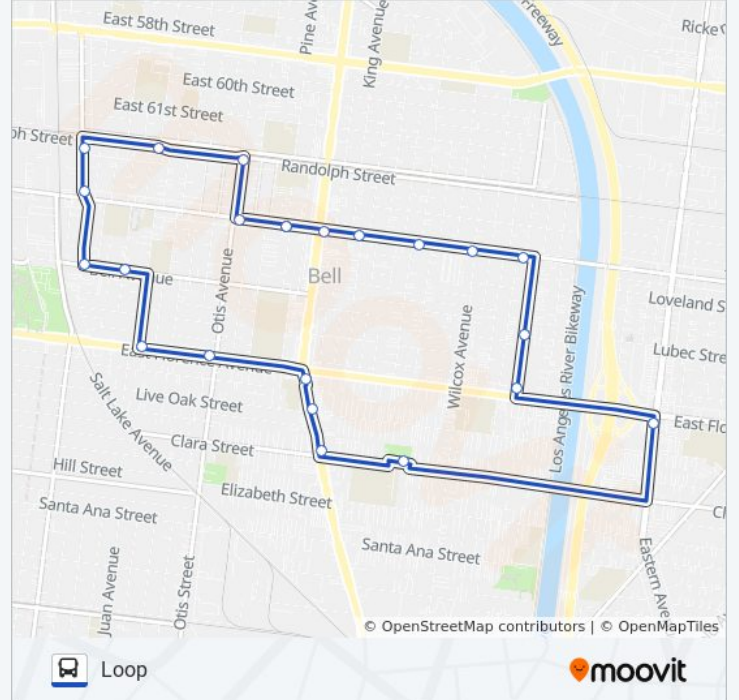 East 58th Street
Pine Av
King Avenue
Freeway
Ricke
East 60th Street
East 61st Street
ph Street
Randolph Street
Bell
Otis Avenue
Loveland S
Wilcox Avenue
Los Angeles River Bikeway
Lubec Stre
East Florence Avenue
Live Oak Street
Salt Lake Avenue
East Flo
Clara Street
Hill Street
Elizabeth Street
Santa Ana Street
Santa Ana Street
Juan Avenue
Otis Street
Eastern Ave
© OpenStreetMap contributors | © OpenMapTiles
Loop
moovit